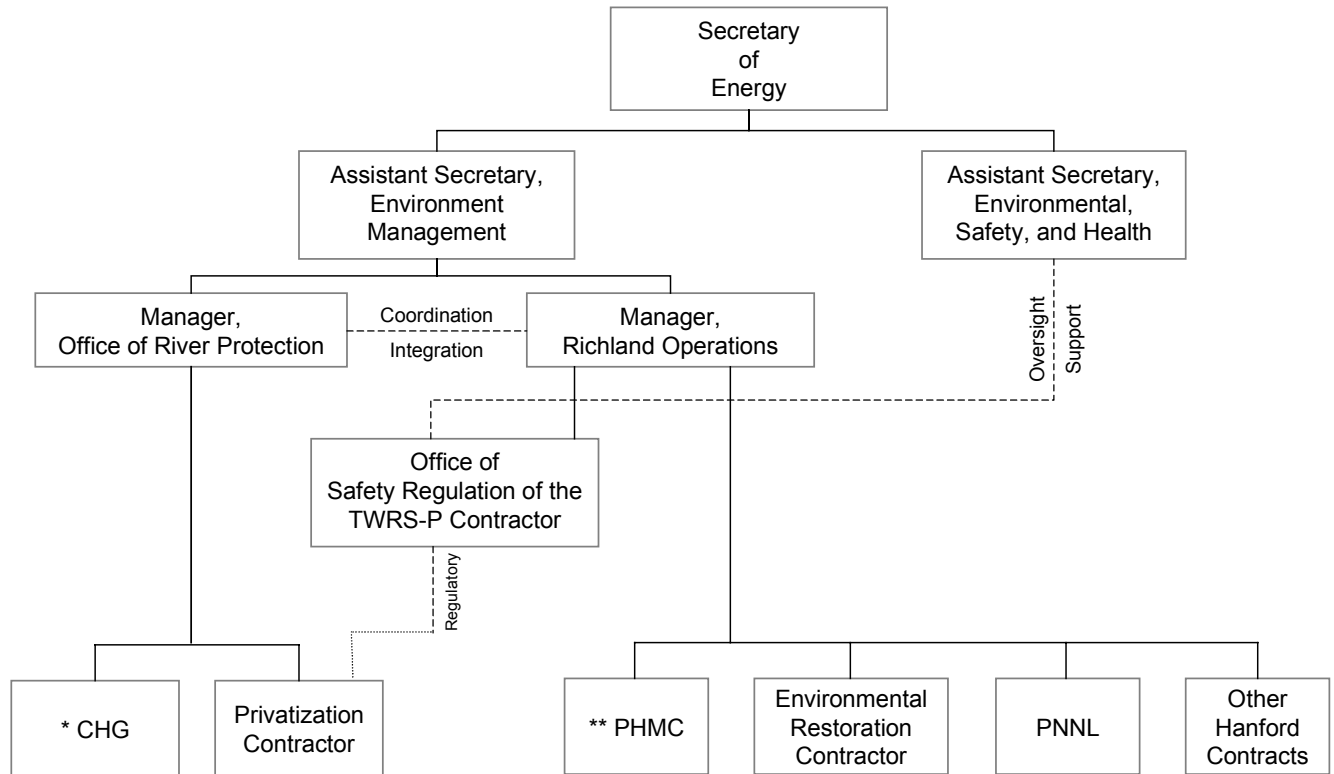 Secretary
of
Energy
Assistant Secretary,
Environment
Management
Assistant Secretary,
Environmental,
Safety, and Health
Manager,
Office of River Protection
Coordination
Integration
Manager,
Richland Operations
Oversight
Support
Office of
Safety Regulation of the
TWRS-P Contractor
Regulatory
* CHG
Privatization
Contractor
** PHMC
Environmental
Restoration
Contractor
PNNL
Other
Hanford
Contracts